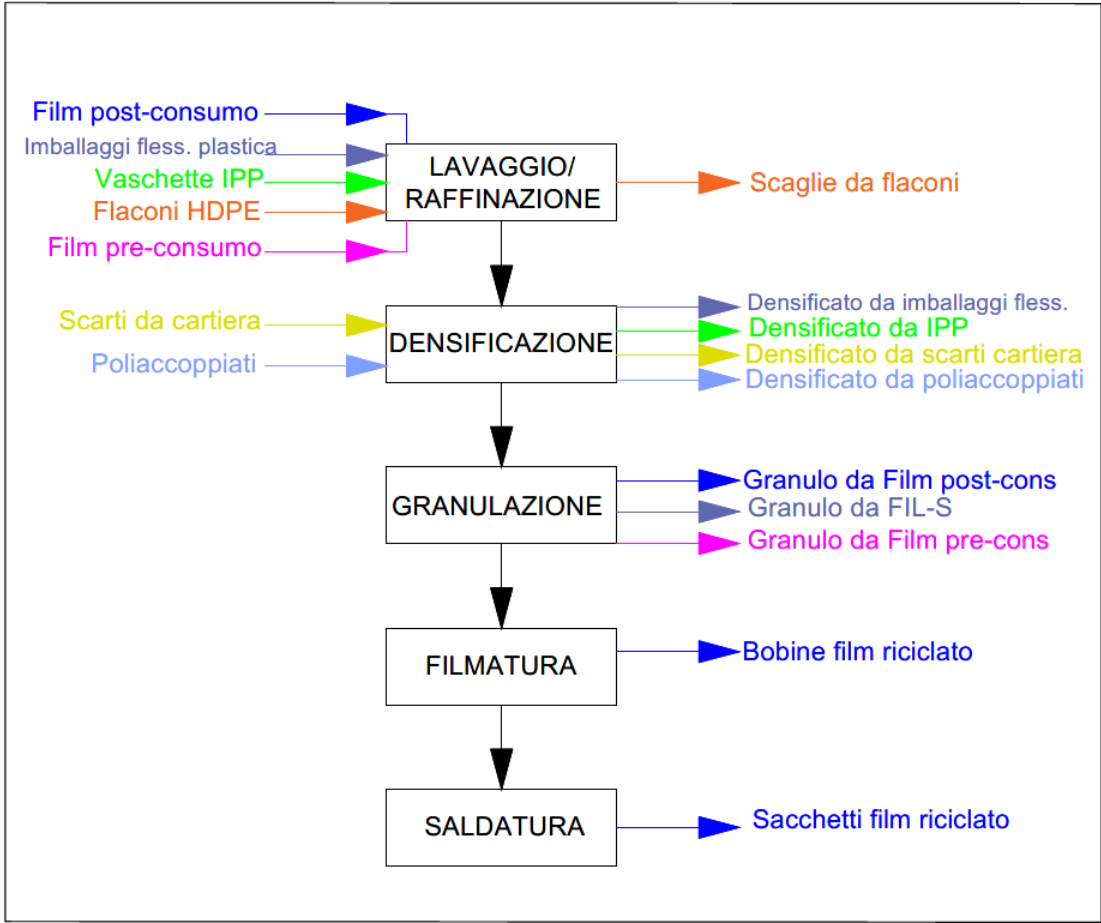 Film post-consumo
Imballaggi fless. plastica
Vaschette IPP
Flaconi HDPE
Film pre-consumo
LAVAGGIO/
RAFFINAZIONE
Scaglie da flaconi
Scarti da cartiera
Poliaccoppiati
DENSIFICAZIONE
Densificato da imballaggi fless.
Densificato da IPP
Densificato da scarti cartiera
Densificato da poliaccoppiati
GRANULAZIONE
Granulo da Film post-cons
Granulo da FIL-S
Granulo da Film pre-cons
FILMATURA
Bobine film riciclato
SALDATURA
Sacchetti film riciclato